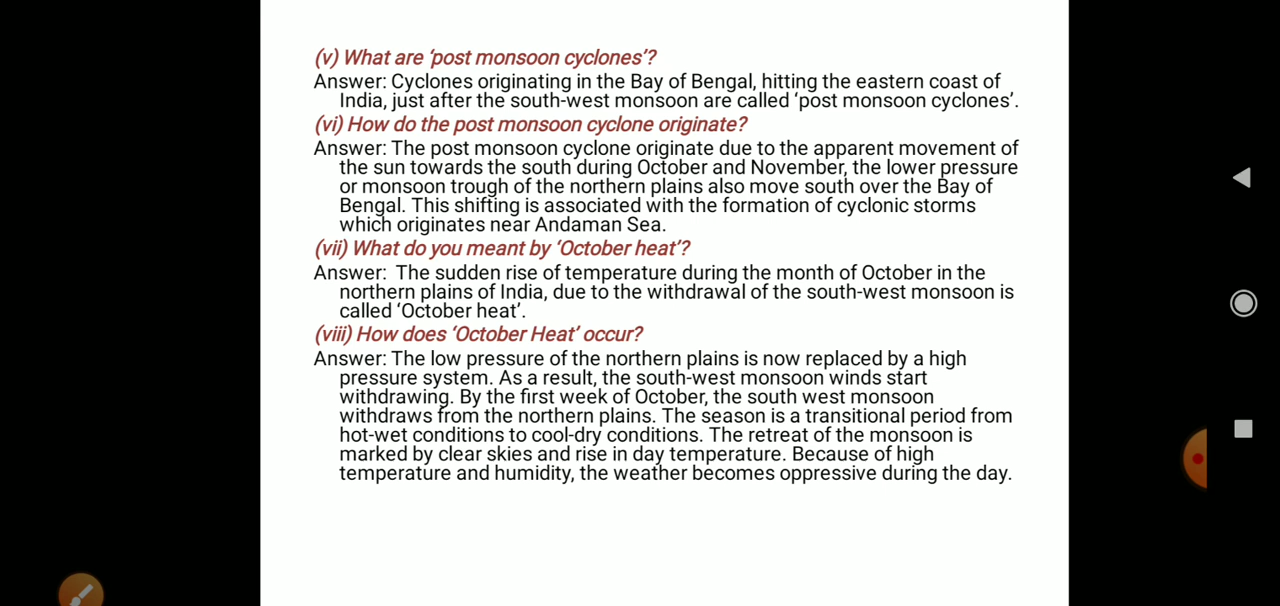 (v) What are ‘post monsoon cyclones’?
Answer: Cyclones originating in the Bay of Bengal, hitting the eastern coast of
India, just after the south-west monsoon are called ‘post monsoon cyclones’.
(vi) How do the post monsoon cyclone originate?
Answer: The post monsoon cyclone originate due to the apparent movement of
the sun towards the south during October and November, the lower pressure
or monsoon trough of the northern plains also move south over the Bay of
Bengal. This shifting is associated with the formation of cyclonic storms
which originates near Andaman Sea.
(vii) What do you meant by ‘October heat’?
Answer:  The sudden rise of temperature during the month of October in the
northern plains of India, due to the withdrawal of the south-west monsoon is
called ‘October heat’.
(viii) How does ‘October Heat’ occur?
Answer: The low pressure of the northern plains is now replaced by a high
pressure system. As a result, the south-west monsoon winds start
withdrawing. By the first week of October, the south west monsoon
withdraws from the northern plains. The season is a transitional period from
hot-wet conditions to cool-dry conditions. The retreat of the monsoon is
marked by clear skies and rise in day temperature. Because of high
temperature and humidity, the weather becomes oppressive during the day.